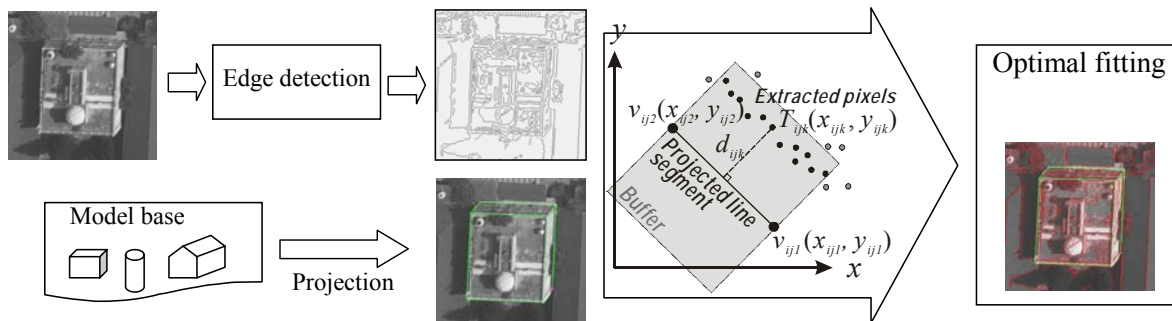 Edge detection
Model base
Projection
y
Extracted pixels
v_ij2(x_ij2, y_ij2)
T_ijk(x_ijk, y_ijk)
d_ijk
Projected line
segment
Buffer
v_ij1(x_ij1, y_ij1)
x
Optimal fitting